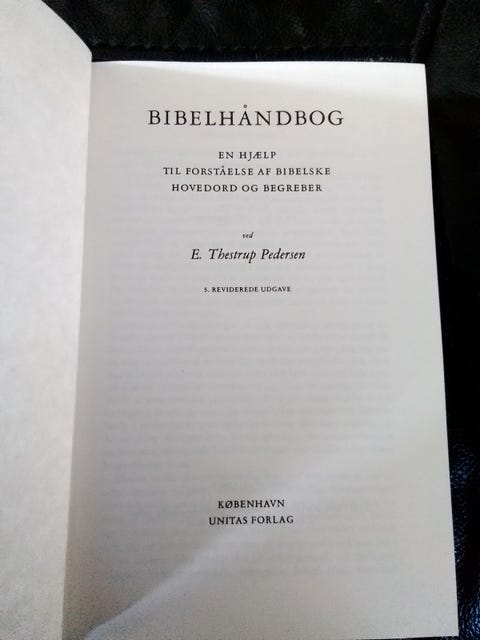 BIBELHÅNDBOG
EN HJÆLP
TIL FORSTÅELSE AF BIBELSKE
HOVEDORD OG BEGREBER
ved
E. Thestrup Pedersen
5. REVIDEREDE UDGAVE
KØBENHAVN
UNITAS FORLAG